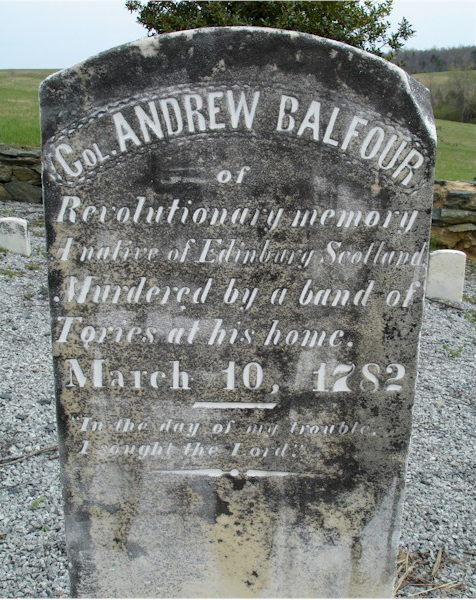 Col. ANDREW BALFOUR
of
Revolutionary memory
A native of Edinburg Scotland
Murdered by a band of
Tories at his home.
March 10, 1782
"In the day of my trouble,
I sought the Lord."